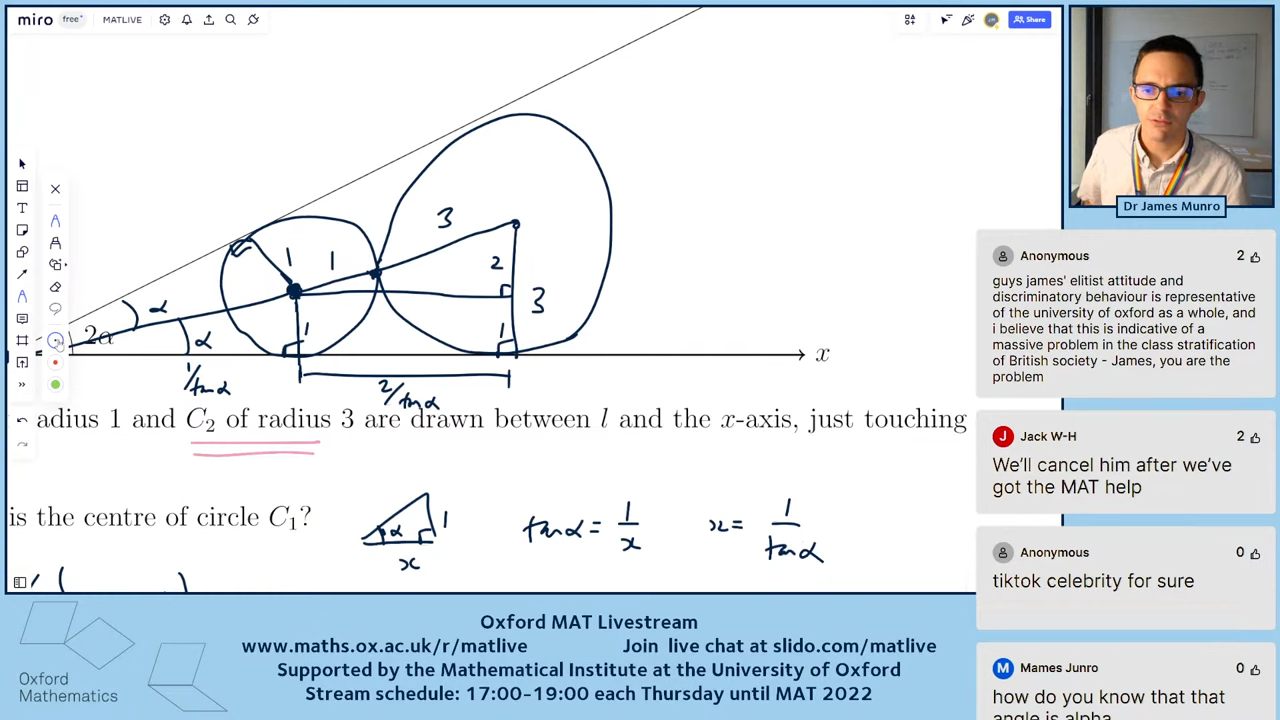 miro free MATLIVE Share
Dr James Munro
3
1 1
2
3
α
α
2α
1
1
x
1/tanα
2/tanα
adius 1 and C₂ of radius 3 are drawn between l and the x-axis, just touching
is the centre of circle C₁?
α 1
x
tanα = 1/x
x = 1/tanα
Anonymous 2
guys james' elitist attitude and
discriminatory behaviour is representative
of the university of oxford as a whole, and
i believe that this is indicative of a
massive problem in the class stratification
of British society - James, you are the
problem
J Jack W-H 2
We'll cancel him after we've
got the MAT help
Anonymous 0
tiktok celebrity for sure
M Mames Junro 0
how do you know that that
angle is alpha
Oxford
Mathematics
Oxford MAT Livestream
www.maths.ox.ac.uk/r/matlive Join live chat at slido.com/matlive
Supported by the Mathematical Institute at the University of Oxford
Stream schedule: 17:00-19:00 each Thursday until MAT 2022